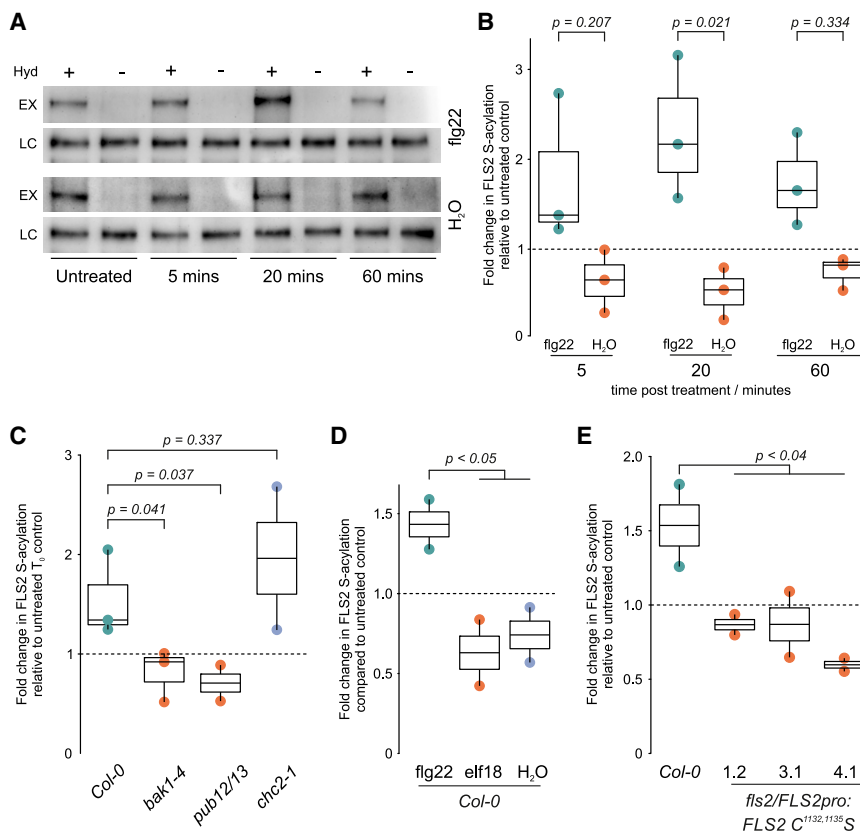 A
Hyd + - + - + - + -
EX
LC
flg22
EX
LC
H2O
Untreated 5 mins 20 mins 60 mins
B
p = 0.207 p = 0.021 p = 0.334
Fold change in FLS2 S-acylation
relative to untreated control
3
2
1
0
flg22 H2O flg22 H2O flg22 H2O
5 20 60
time post treatment / minutes
C
p = 0.337
p = 0.037
p = 0.041
Fold change in FLS2 S-acylation
relative to untreated T0 control
3
2
1
0
Col-0 bak1-4 pub12/13 chc2-1
D
p < 0.05
Fold change in FLS2 S-acylation
compared to untreated control
1.5
1.0
0.5
0
flg22 elf18 H2O
Col-0
E
p < 0.04
Fold change in FLS2 S-acylation
relative to untreated control
2.0
1.5
1.0
0.5
0
Col-0 1.2 3.1 4.1
fls2/FLS2pro:
FLS2 C1132,1135S